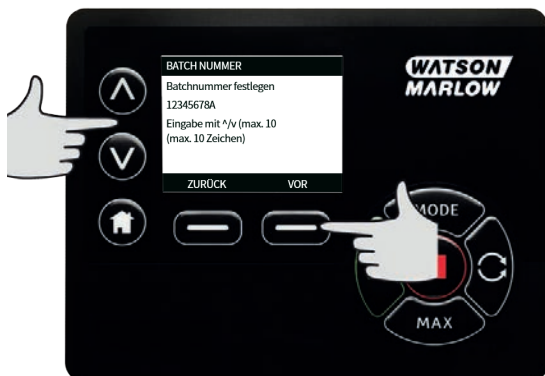 BATCH NUMMER
Batchnummer festlegen
12345678A
Eingabe mit ^/v (max. 10
(max. 10 Zeichen)
ZURÜCK VOR
WATSON
MARLOW
MODE
MAX